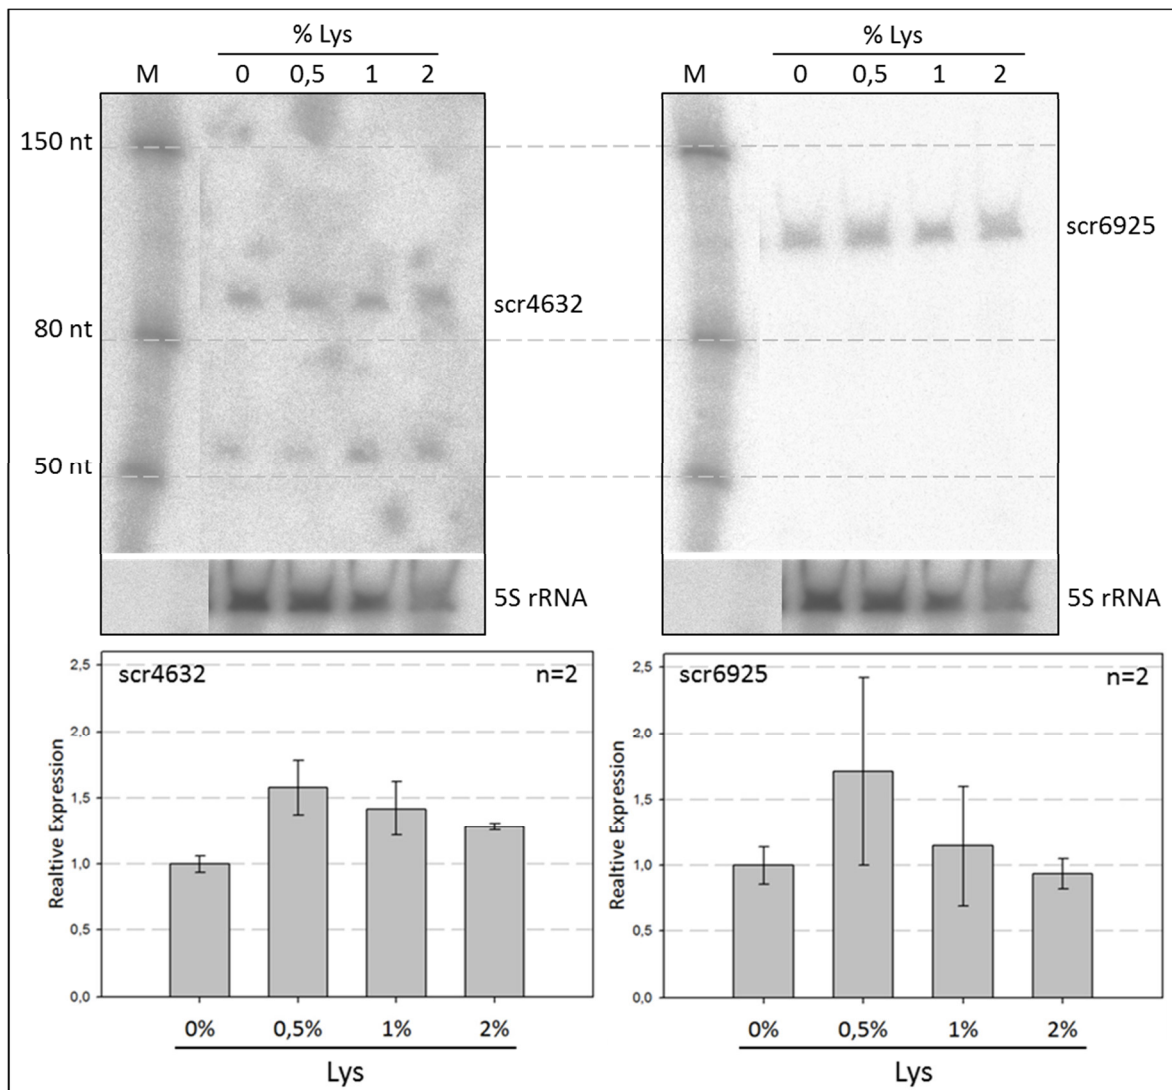 % Lys
M 0 0,5 1 2
150 nt
80 nt
50 nt
scr4632
5S rRNA
% Lys
M 0 0,5 1 2
scr6925
5S rRNA
scr4632 n=2
Realtive Expression
2,5
2,0
1,5
1,0
0,5
0,0
0% 0,5% 1% 2%
Lys
scr6925 n=2
Realtive Expression
2,5
2,0
1,5
1,0
0,5
0,0
0% 0,5% 1% 2%
Lys